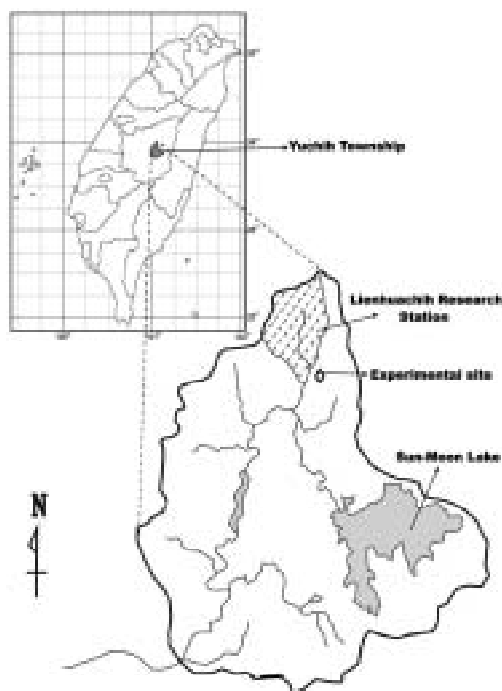 Yuchih Township
Lienhuachih Research
Station
Experimental site
Sun-Moon Lake
N